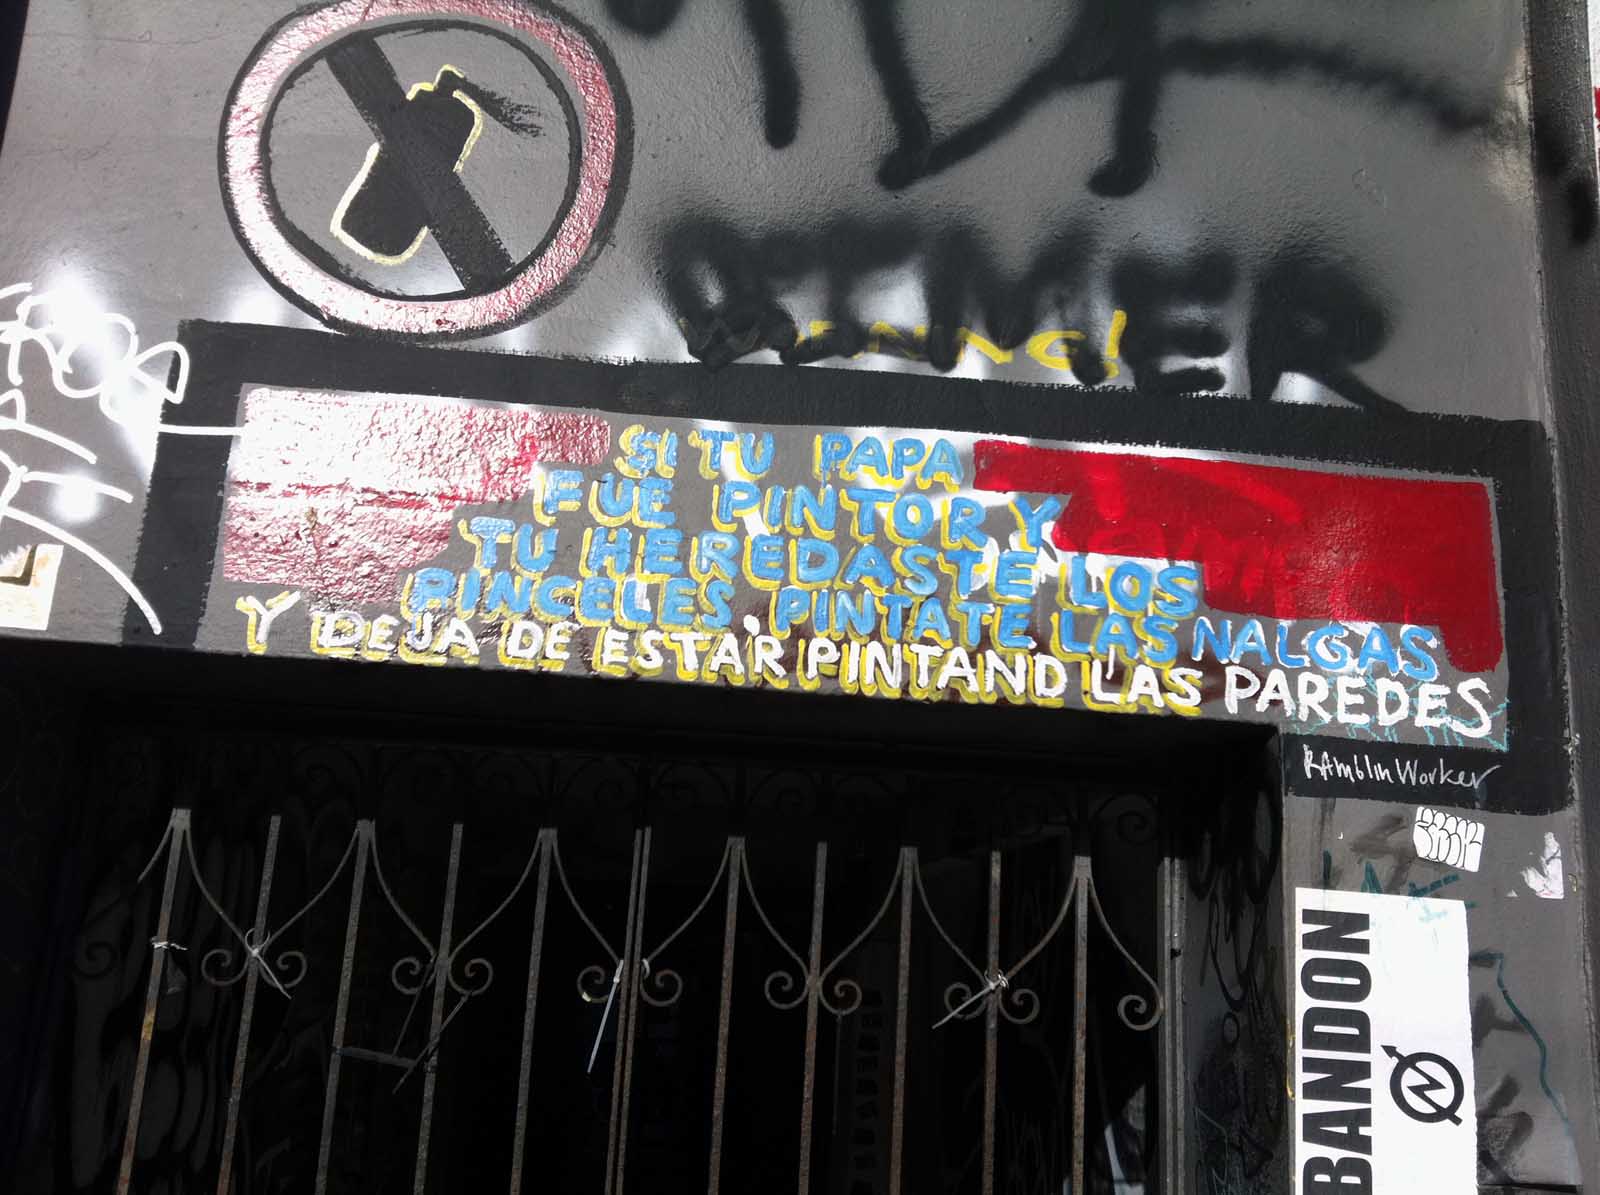 SI TU PAPA
FUE PINTOR Y
TU HEREDASTE LOS
PINCELES PINTATE LAS NALGAS
Y DEJA DE ESTAR PINTAND LAS PAREDES
RAmblin Worker
BANDON